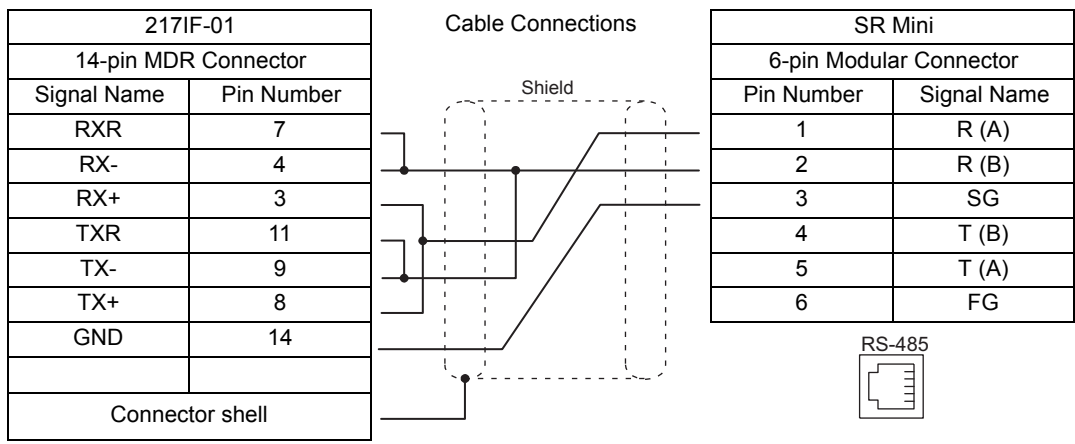 217IF-01 Cable Connections SR Mini
14-pin MDR Connector 6-pin Modular Connector
Signal Name Pin Number Shield Pin Number Signal Name
RXR 7 1 R (A)
RX- 4 2 R (B)
RX+ 3 3 SG
TXR 11 4 T (B)
TX- 9 5 T (A)
TX+ 8 6 FG
GND 14
RS-485
Connector shell